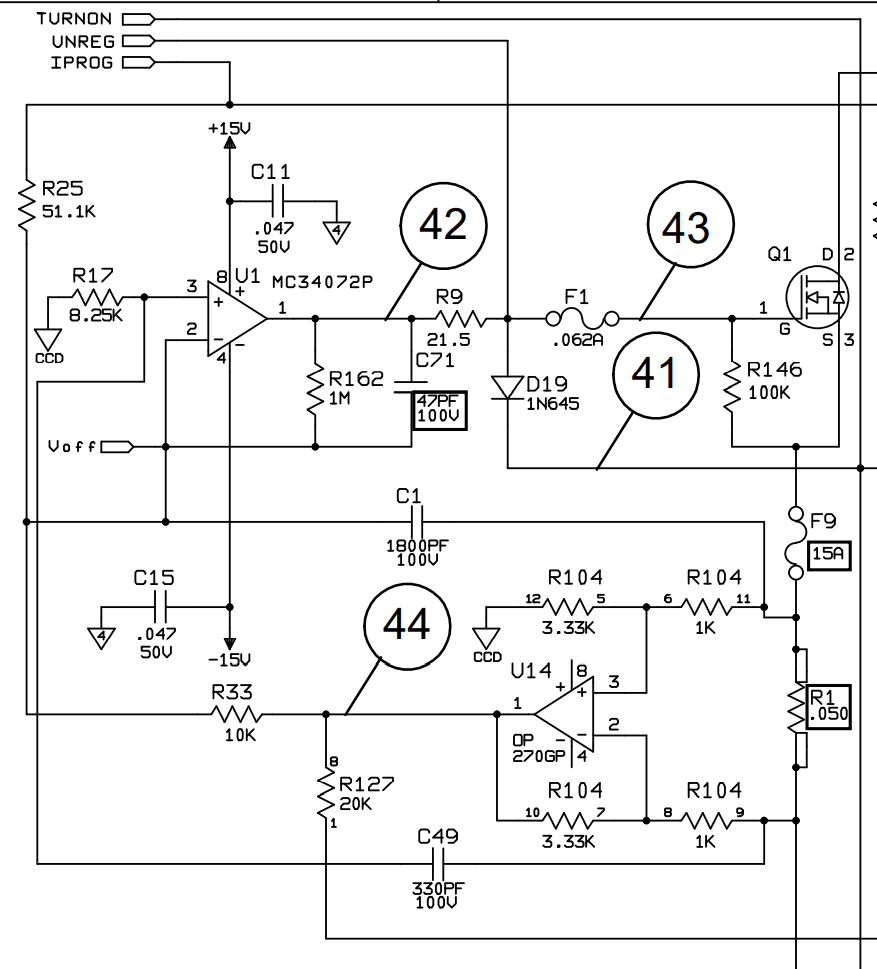 TURNON
UNREG
IPROG
+15V
C11
.047
50V
4
R25
51.1K
42
43
Q1
D
2
R17
8.25K
CCD
3
8
+
U1
MC34072P
+
1
2
-
-
4
R9
21.5
F1
.062A
1
G
S
3
C71
47PF
100V
R162
1M
D19
1N645
41
R146
100K
Voff
C1
1800PF
100V
F9
15A
C15
.047
50V
4
-15V
44
R104
12
5
3.33K
R104
6
11
1K
CCD
U14
+
8
+
3
1
-
2
OP
270GP
-
4
R1
.050
R33
10K
8
R127
20K
1
R104
10
7
3.33K
R104
8
9
1K
C49
330PF
100V